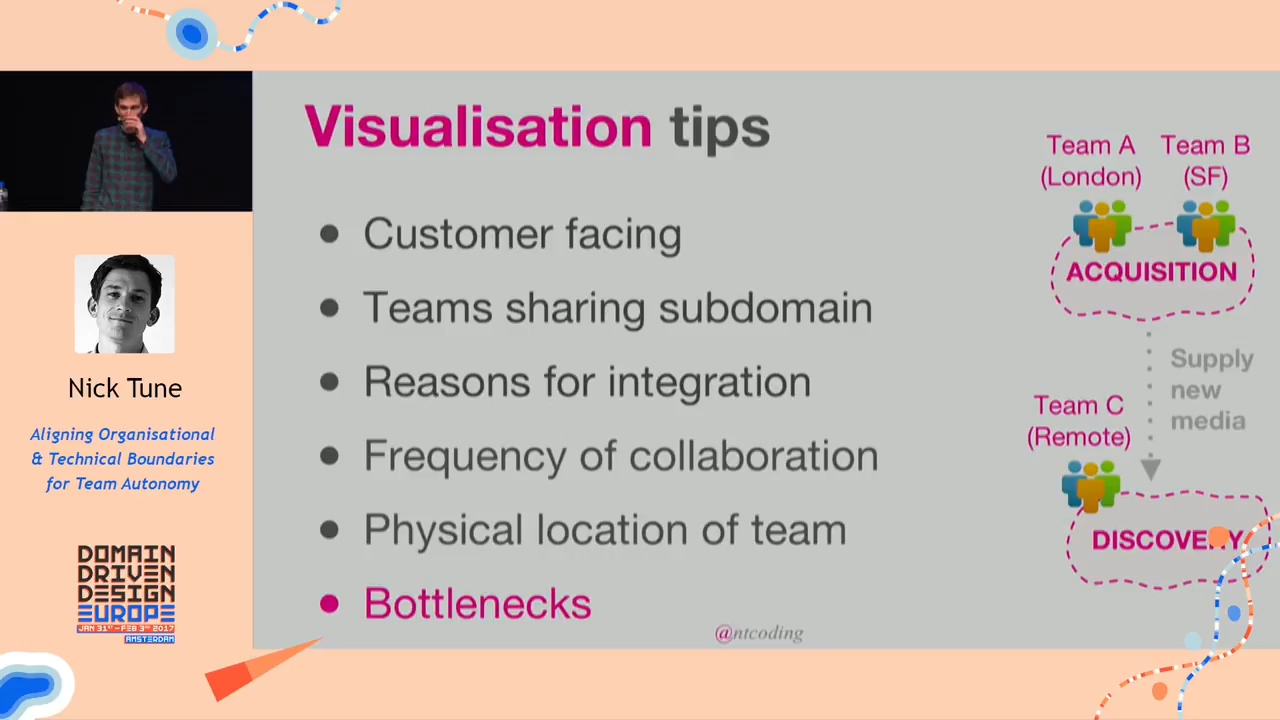 Visualisation tips
• Customer facing
• Teams sharing subdomain
• Reasons for integration
• Frequency of collaboration
• Physical location of team
• Bottlenecks
@ntcoding
Team A
(London)
Team B
(SF)
ACQUISITION
Supply
new
media
Team C
(Remote)
DISCOVERY
Nick Tune
Aligning Organisational
& Technical Boundaries
for Team Autonomy
DOMAIN
DRIVEN
DESIGN
EUROPE
JAN 31ST-FEB 3RD 2017
AMSTERDAM